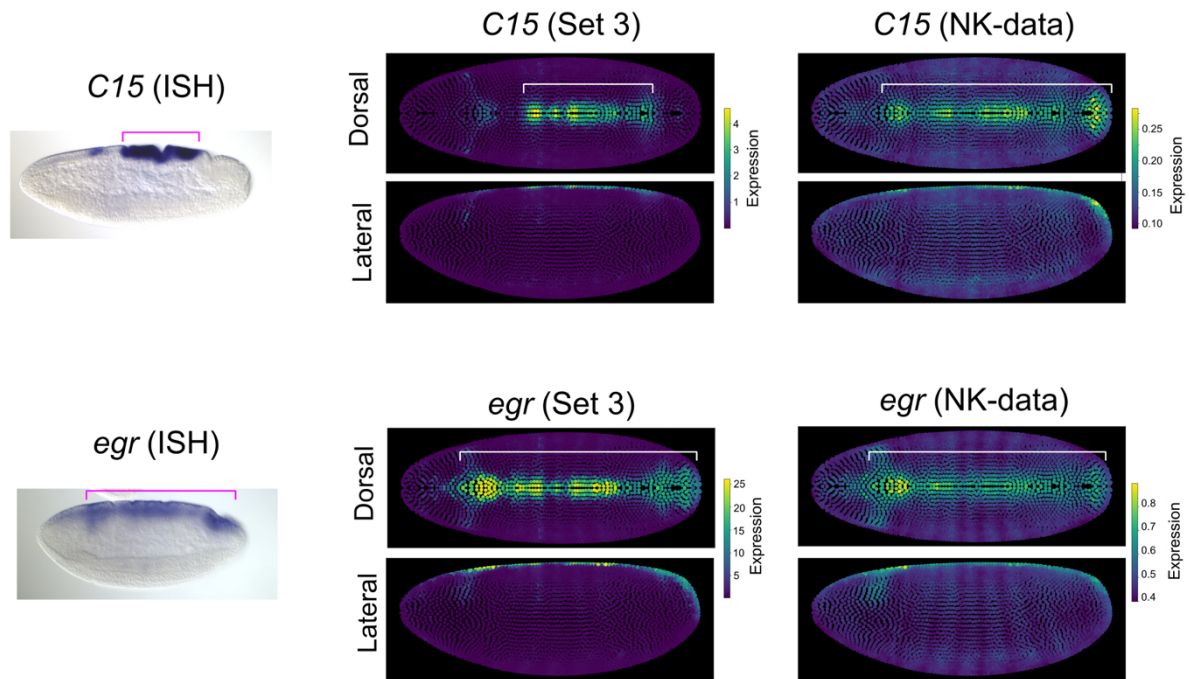 C15 (Set 3)
C15 (NK-data)
C15 (ISH)
Dorsal
Lateral
4
3
2
1
Expression
0.25
0.20
0.15
0.10
Expression
egr (Set 3)
egr (NK-data)
egr (ISH)
Dorsal
Lateral
25
20
15
10
5
Expression
0.8
0.7
0.6
0.5
0.4
Expression